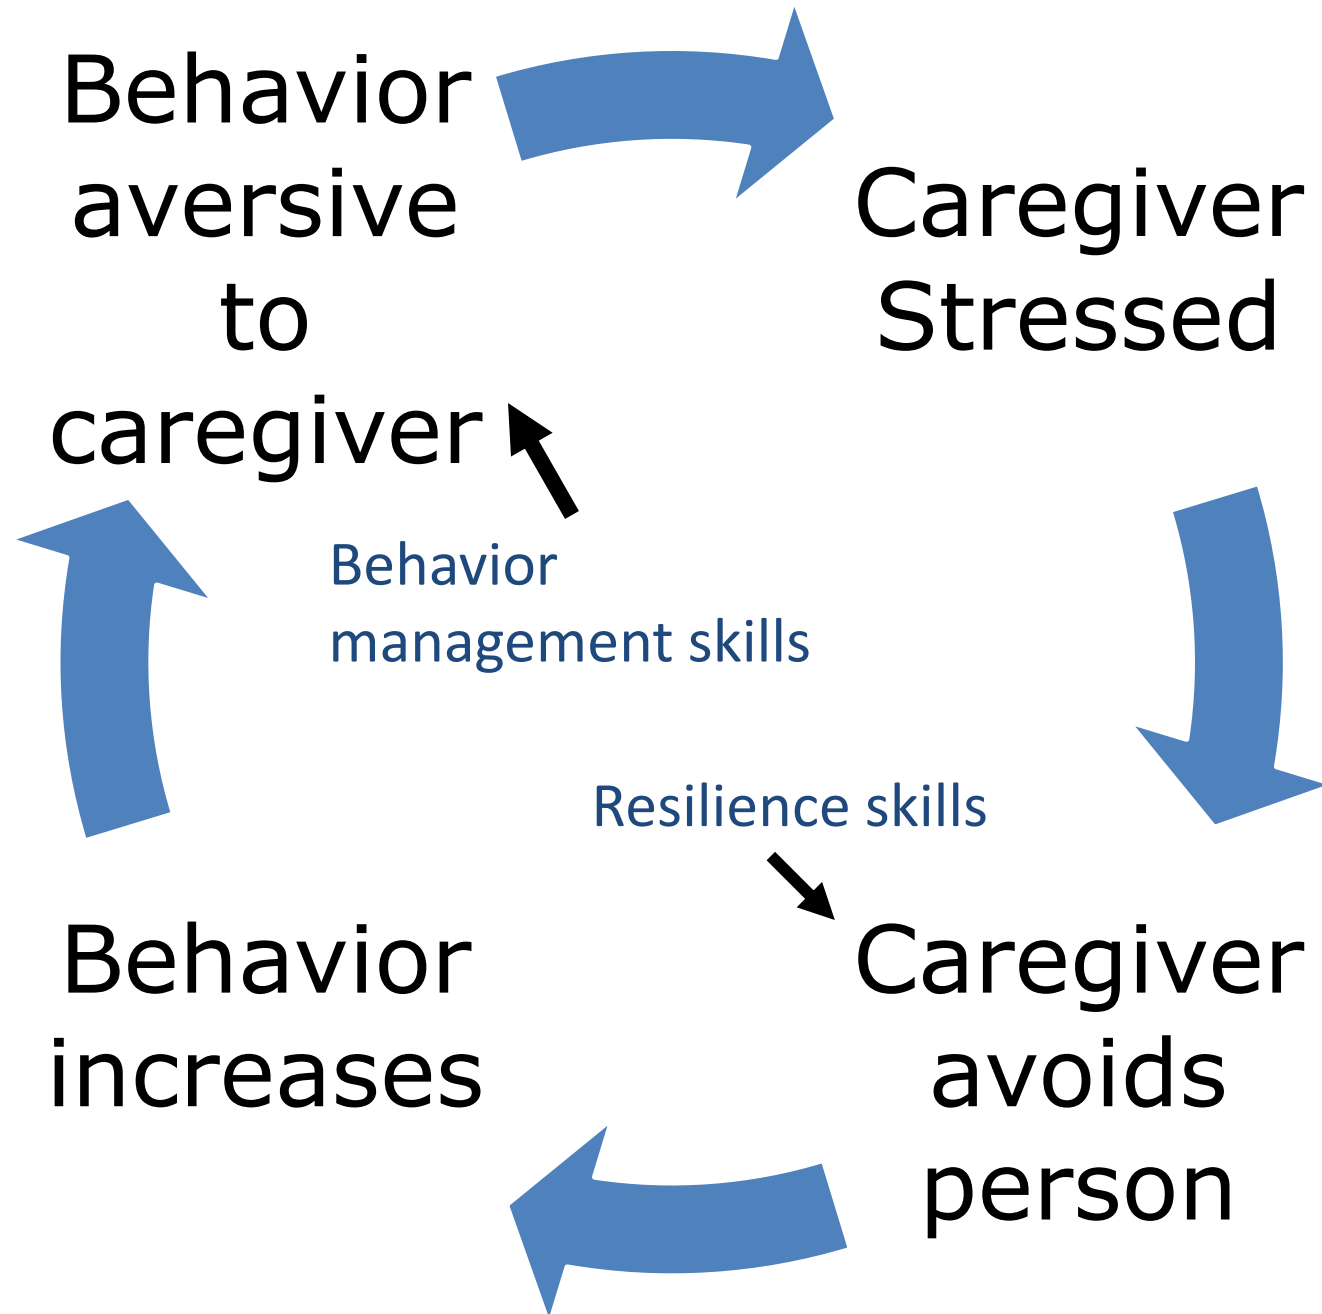 Behavior
aversive
to
caregiver
Caregiver
Stressed
Behavior
management skills
Resilience skills
Caregiver
avoids
person
Behavior
increases